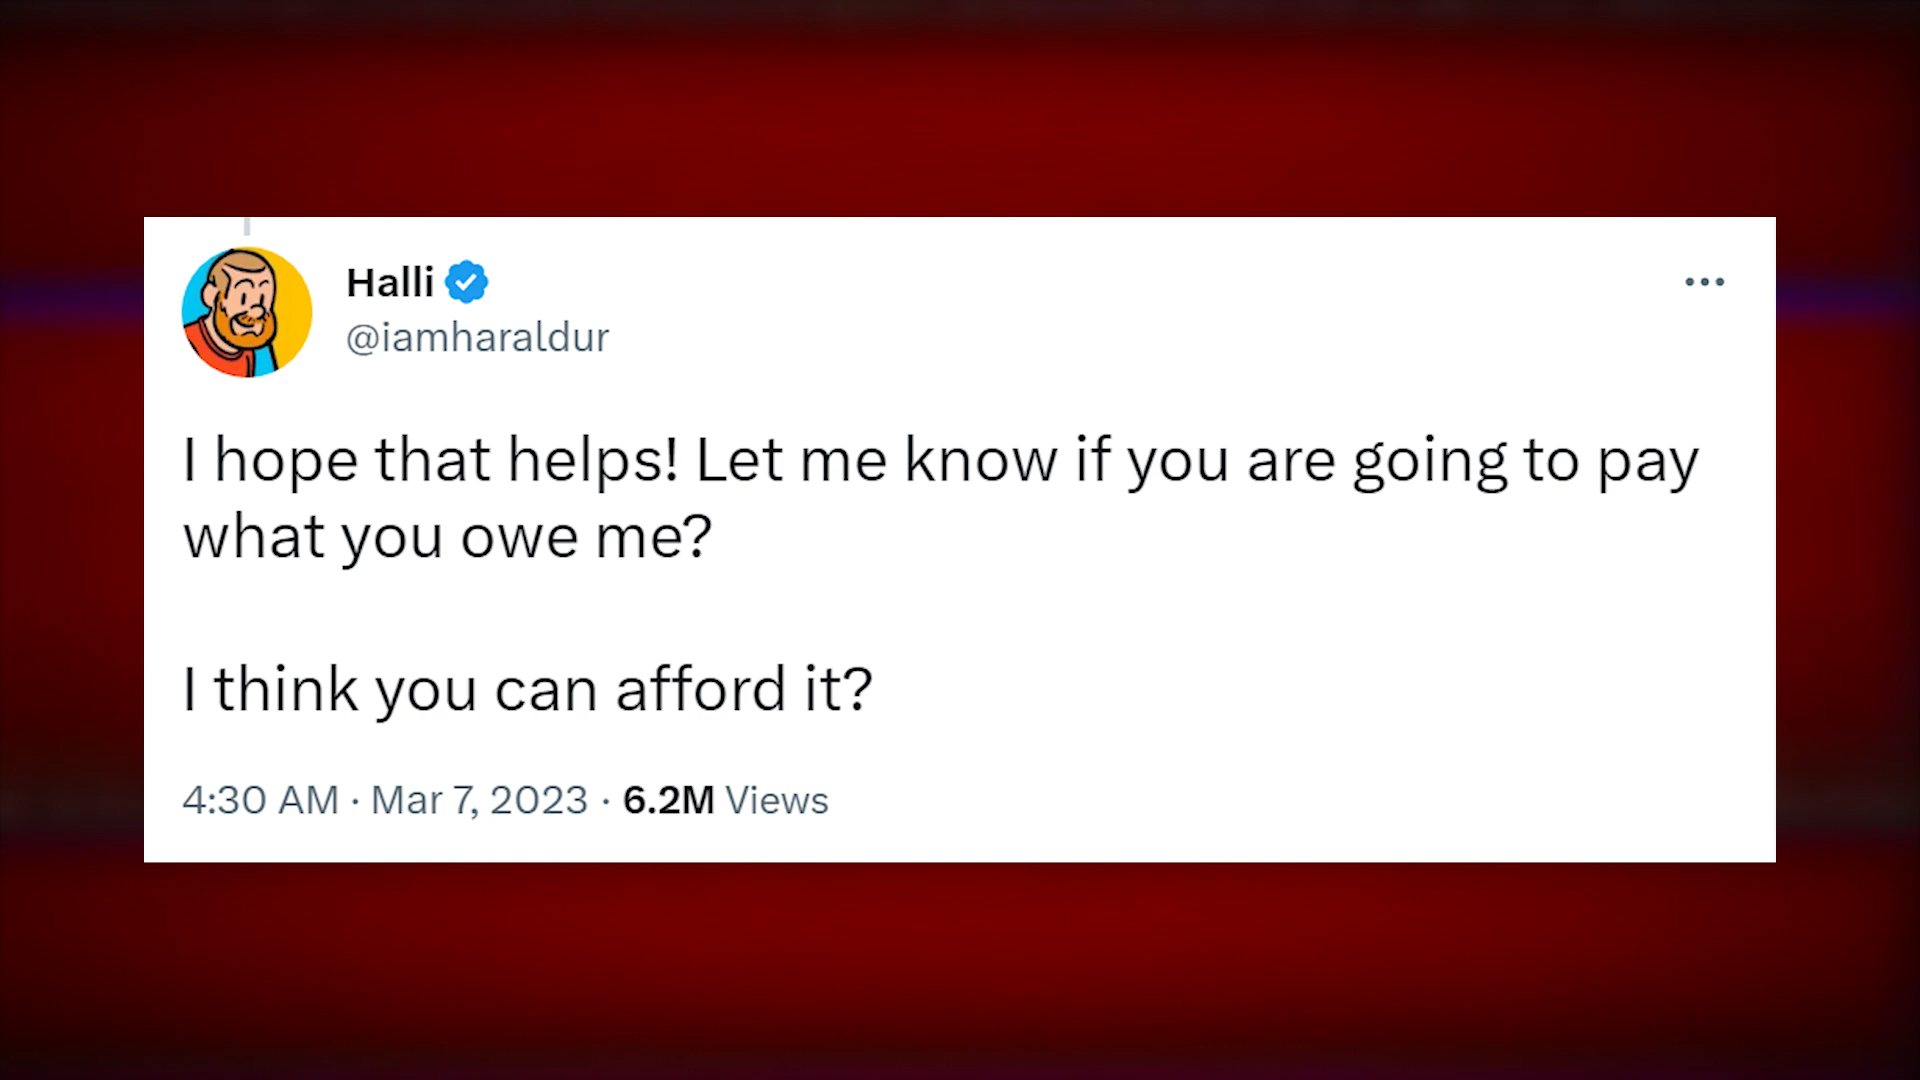 Halli
@iamharaldur
I hope that helps! Let me know if you are going to pay
what you owe me?
I think you can afford it?
4:30 AM · Mar 7, 2023 · 6.2M Views